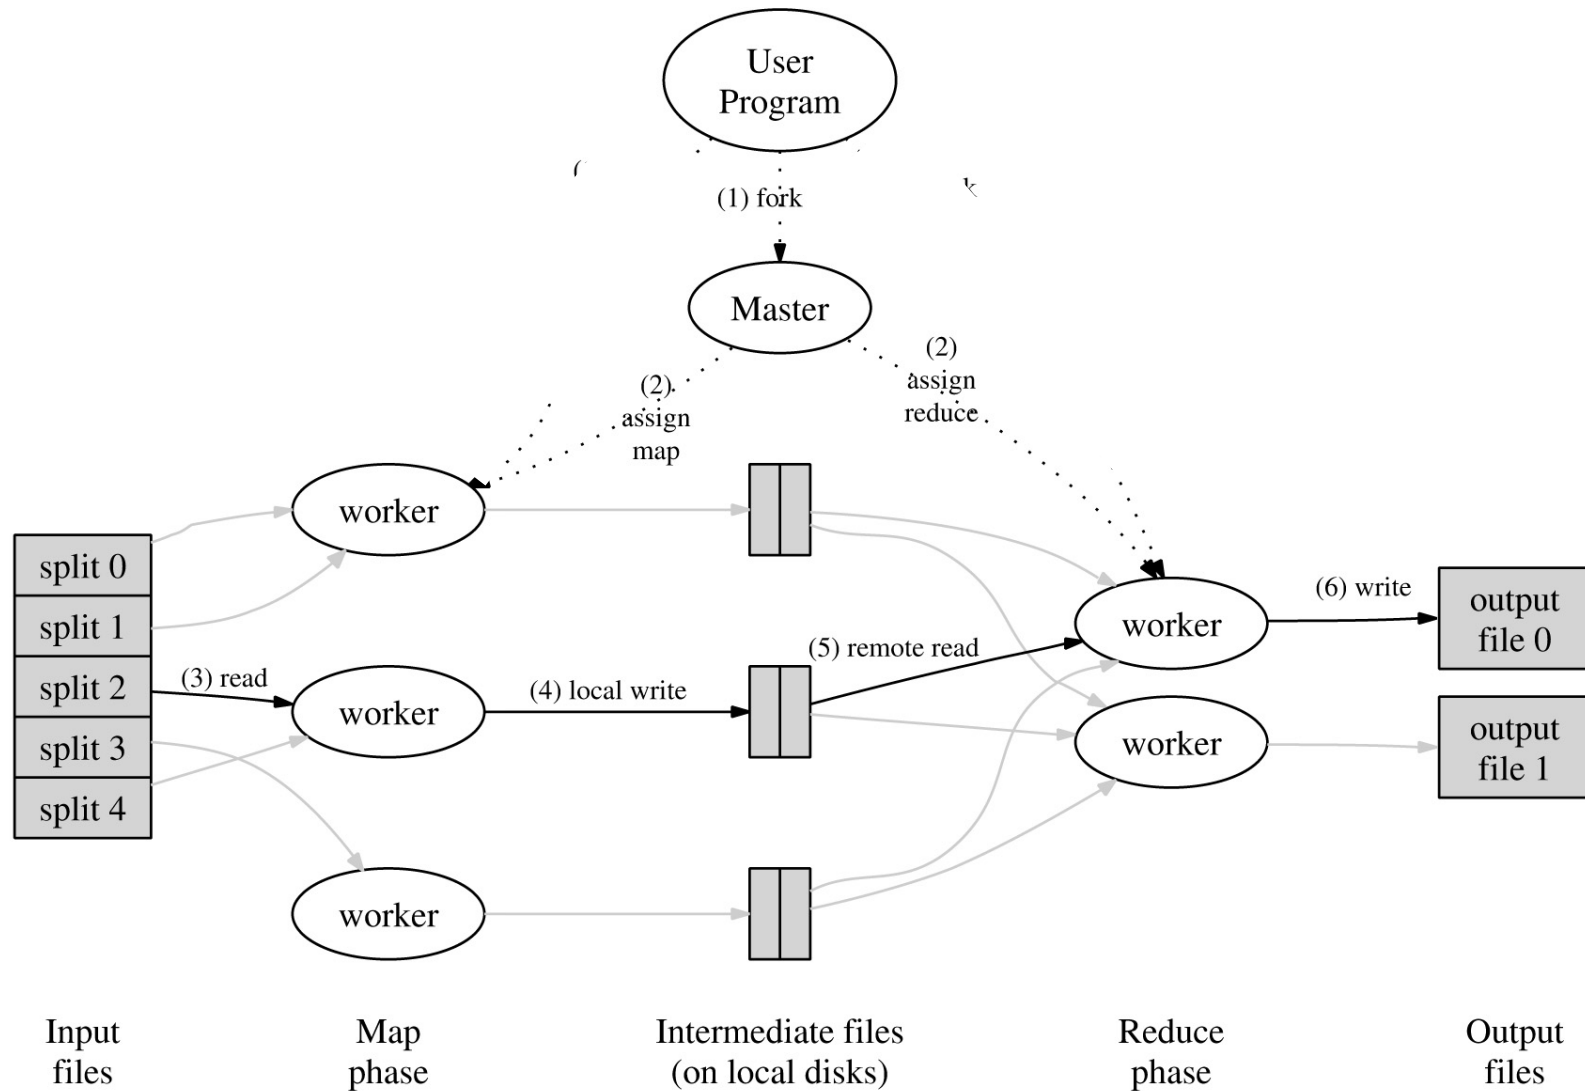 User
Program
(1) fork
Master
(2)
assign
map
(2)
assign
reduce
worker
split 0
split 1
split 2
split 3
split 4
(3) read
worker
(4) local write
worker
(5) remote read
worker
worker
(6) write
output
file 0
output
file 1
Input
files
Map
phase
Intermediate files
(on local disks)
Reduce
phase
Output
files